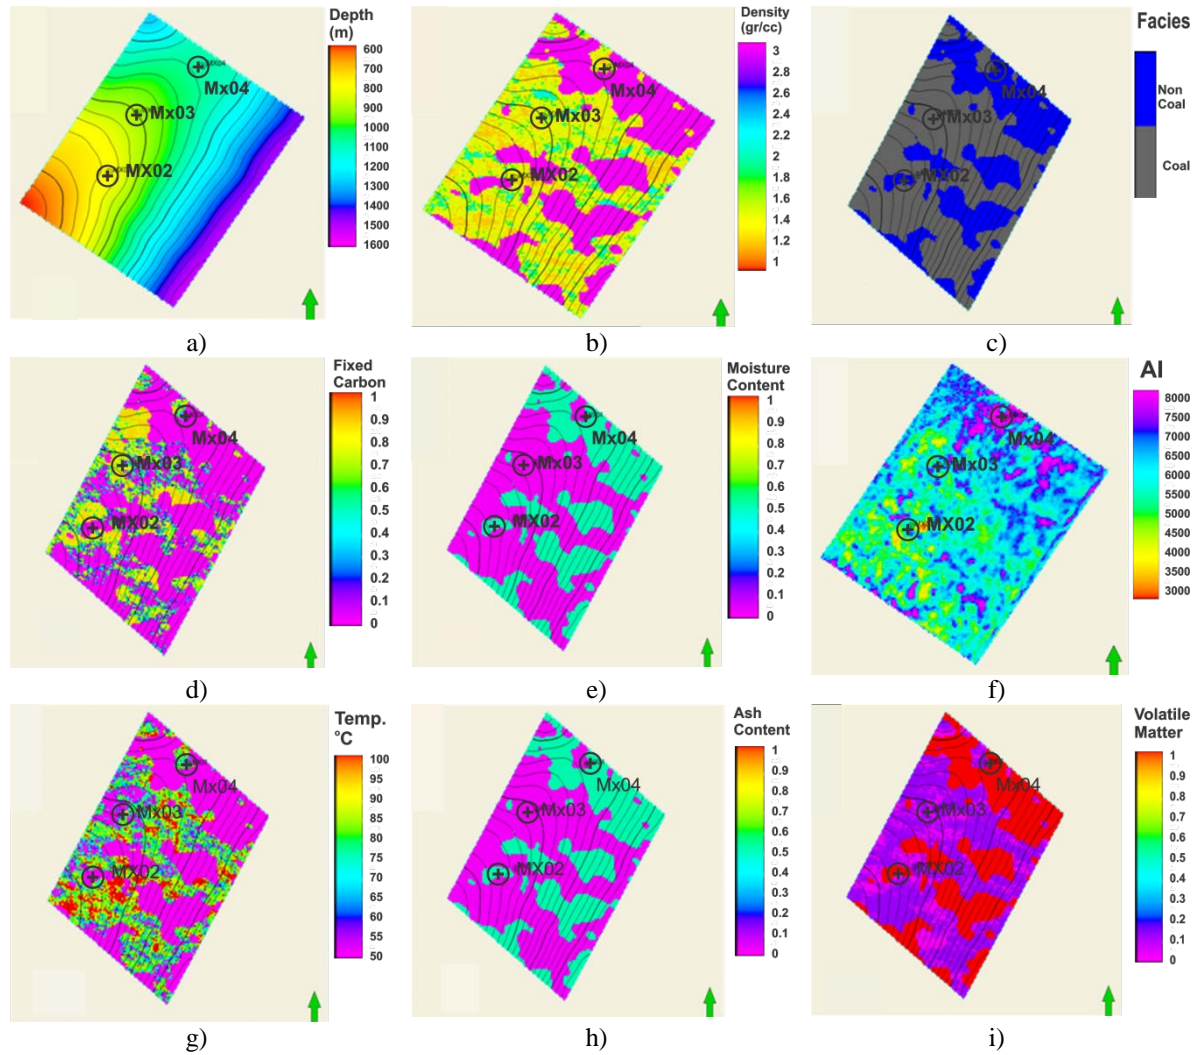 Depth
(m)
600
700
800
900
1000
1100
1200
1300
1400
1500
1600
Mx04
Mx03
MX02
a)
Density
(gr/cc)
3
2.8
2.6
2.4
2.2
2
1.8
1.6
1.4
1.2
1
Mx04
Mx03
MX02
b)
Facies
Non
Coal
Coal
Mx04
Mx03
MX02
c)
Fixed
Carbon
1
0.9
0.8
0.7
0.6
0.5
0.4
0.3
0.2
0.1
0
Mx04
Mx03
MX02
d)
Moisture
Content
1
0.9
0.8
0.7
0.6
0.5
0.4
0.3
0.2
0.1
0
Mx04
Mx03
MX02
e)
AI
8000
7500
7000
6500
6000
5500
5000
4500
4000
3500
3000
Mx04
Mx03
MX02
f)
Temp.
°C
100
95
90
85
80
75
70
65
60
55
50
Mx04
Mx03
MX02
g)
Ash
Content
1
0.9
0.8
0.7
0.6
0.5
0.4
0.3
0.2
0.1
0
Mx04
Mx03
MX02
h)
Volatile
Matter
1
0.9
0.8
0.7
0.6
0.5
0.4
0.3
0.2
0.1
0
Mx04
Mx03
MX02
i)